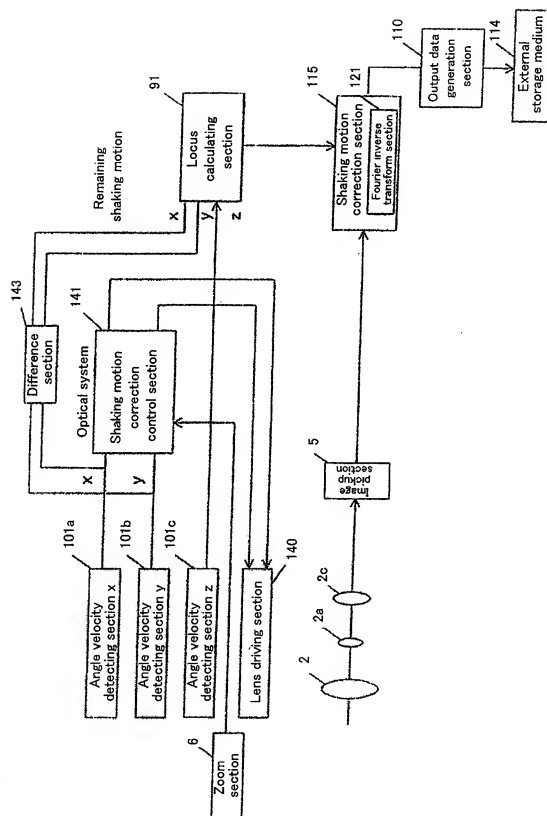 101a
Angle velocity
detecting section x
101b
Angle velocity
detecting section y
101c
Angle velocity
detecting section z
140
Lens driving section
6
Zoom
section
143
Difference
section
x
y
Optical system
141
Shaking motion
correction
control section
Remaining
shaking motion
x
y
z
91
Locus
calculating
section
2
2a
2c
5
Image
pickup
section
115
Shaking motion
correction section
121
Fourier inverse
transform section
110
Output data
generation
section
114
External
storage medium